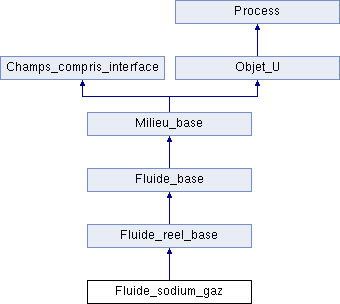 Process
Champs_compris_interface
Objet_U
Milieu_base
Fluide_base
Fluide_reel_base
Fluide_sodium_gaz